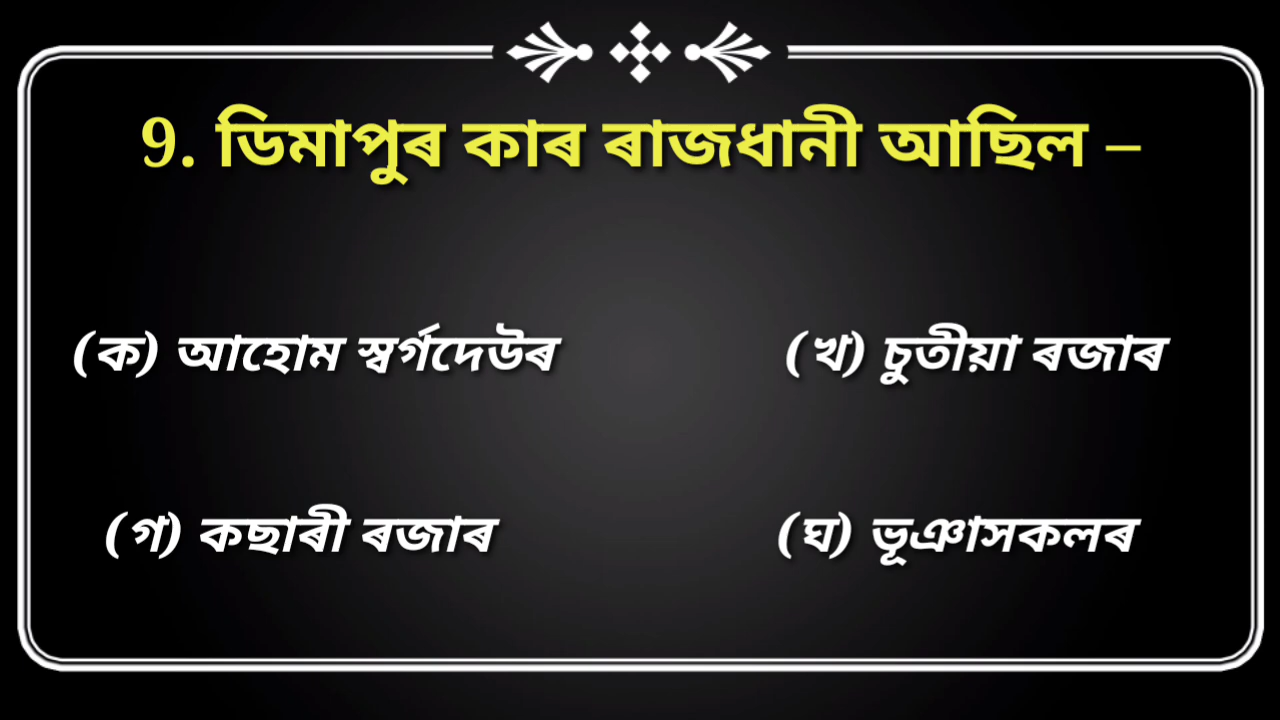 9. ডিমাপুৰ কাৰ ৰাজধানী আছিল –
(ক) আহোম স্বৰ্গদেউৰ (খ) চুতীয়া ৰজাৰ
(গ) কছাৰী ৰজাৰ (ঘ) ভূঞাসকলৰ